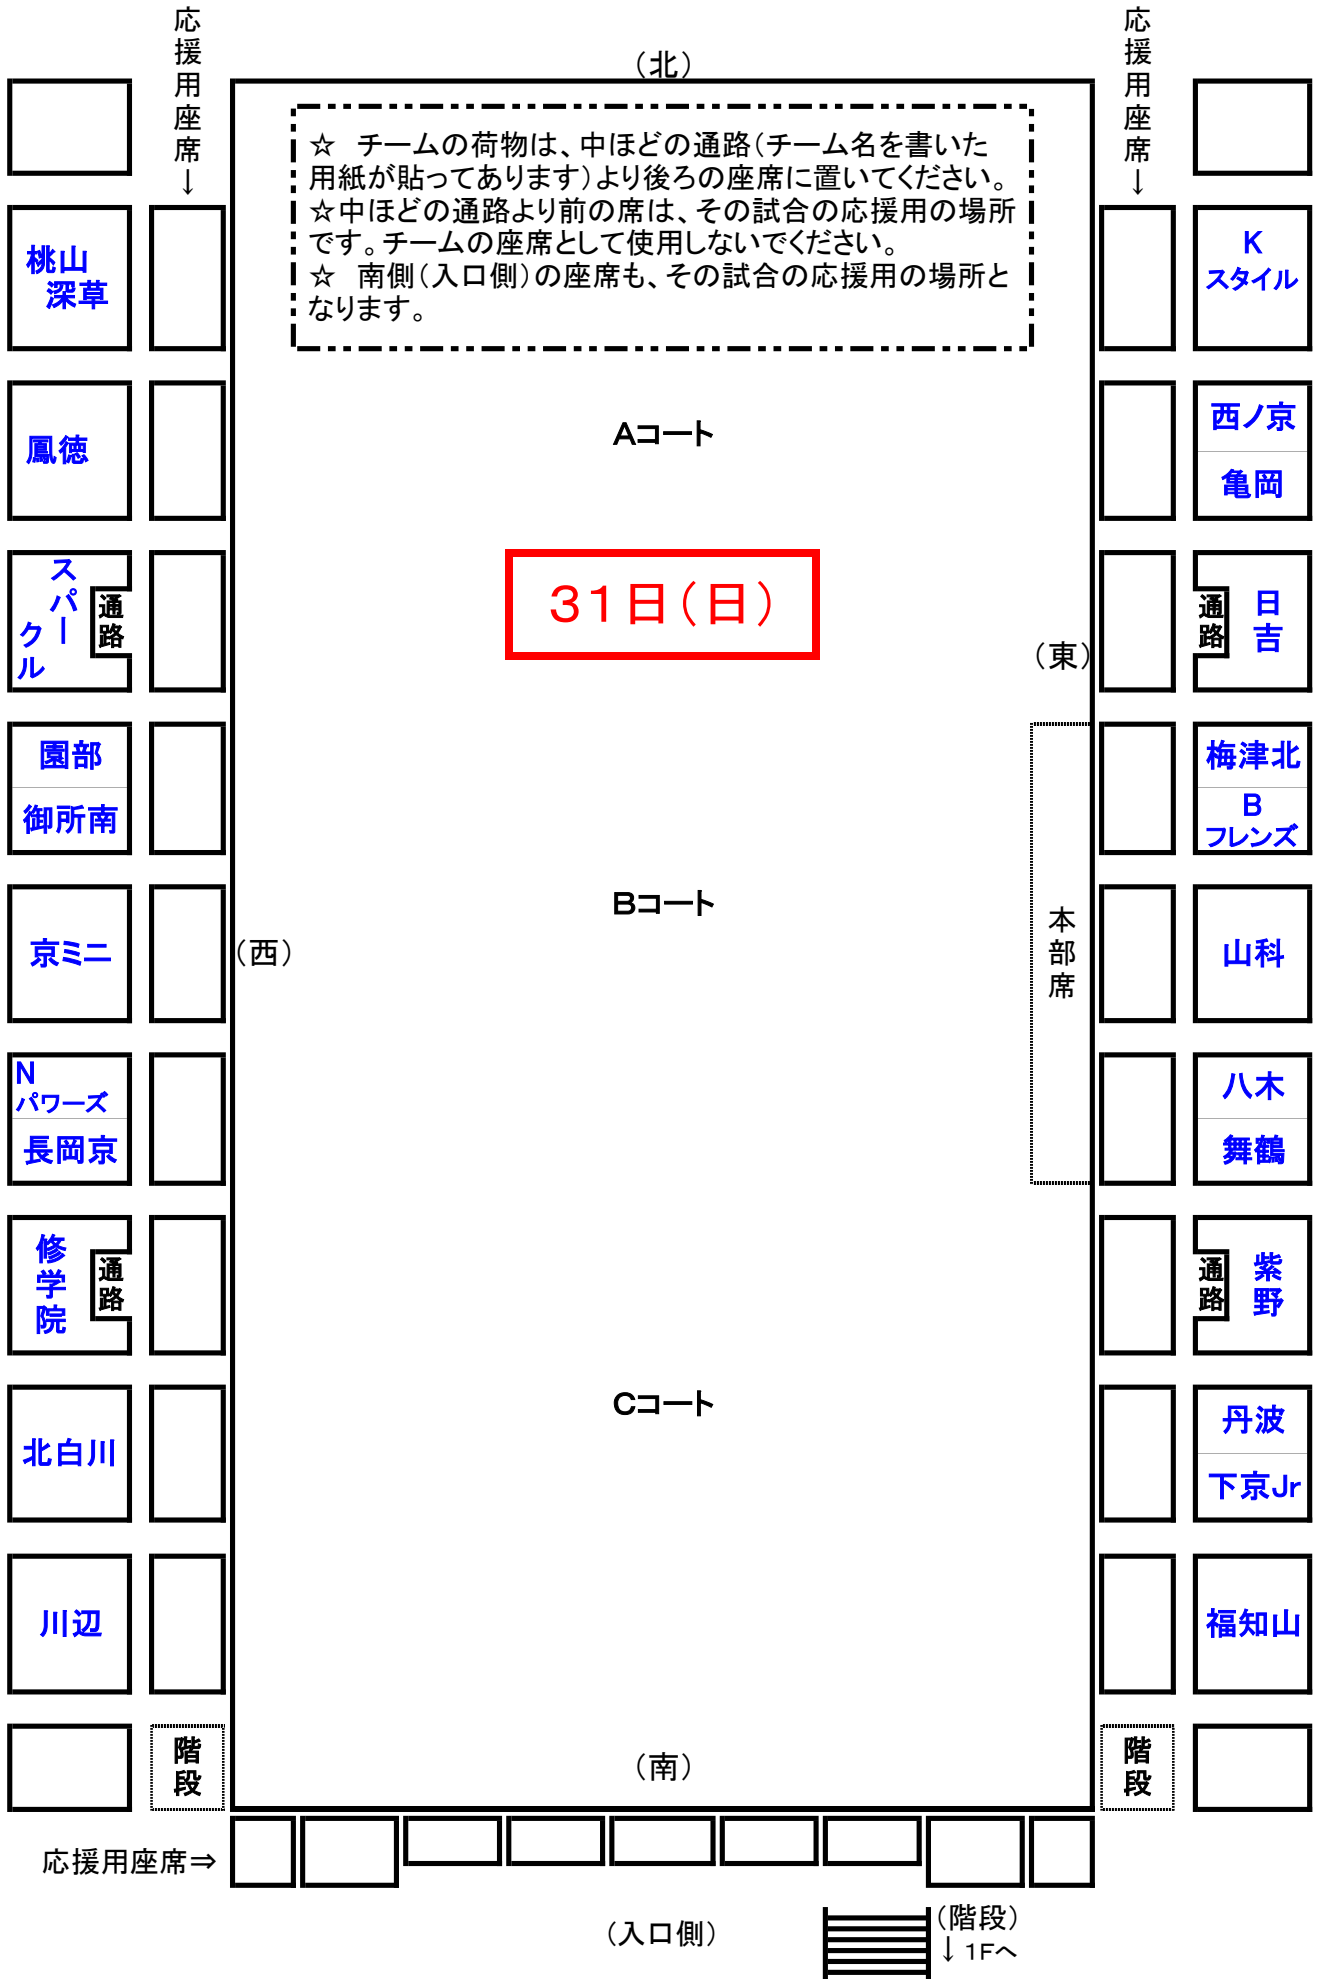 応援用座席↓
応援用座席↓
（北）
☆　チームの荷物は、中ほどの通路（チーム名を書いた
用紙が貼ってあります）より後ろの座席に置いてください。
☆中ほどの通路より前の席は、その試合の応援用の場所
です。チームの座席として使用しないでください。
☆　南側（入口側）の座席も、その試合の応援用の場所と
なります。
桃山
深草
K
スタイル
鳳徳
Aコート
西ノ京
亀岡
スパー
クル
通路
31日（日）
（東）
通路
日吉
園部
御所南
梅津北
B
フレンズ
京ミニ
（西）
Bコート
本部席
山科
N
パワーズ
長岡京
八木
舞鶴
修学院
通路
通路
紫野
北白川
Cコート
丹波
下京Jr
川辺
福知山
階段
（南）
階段
応援用座席⇒
（入口側）
（階段）
↓1Fへ